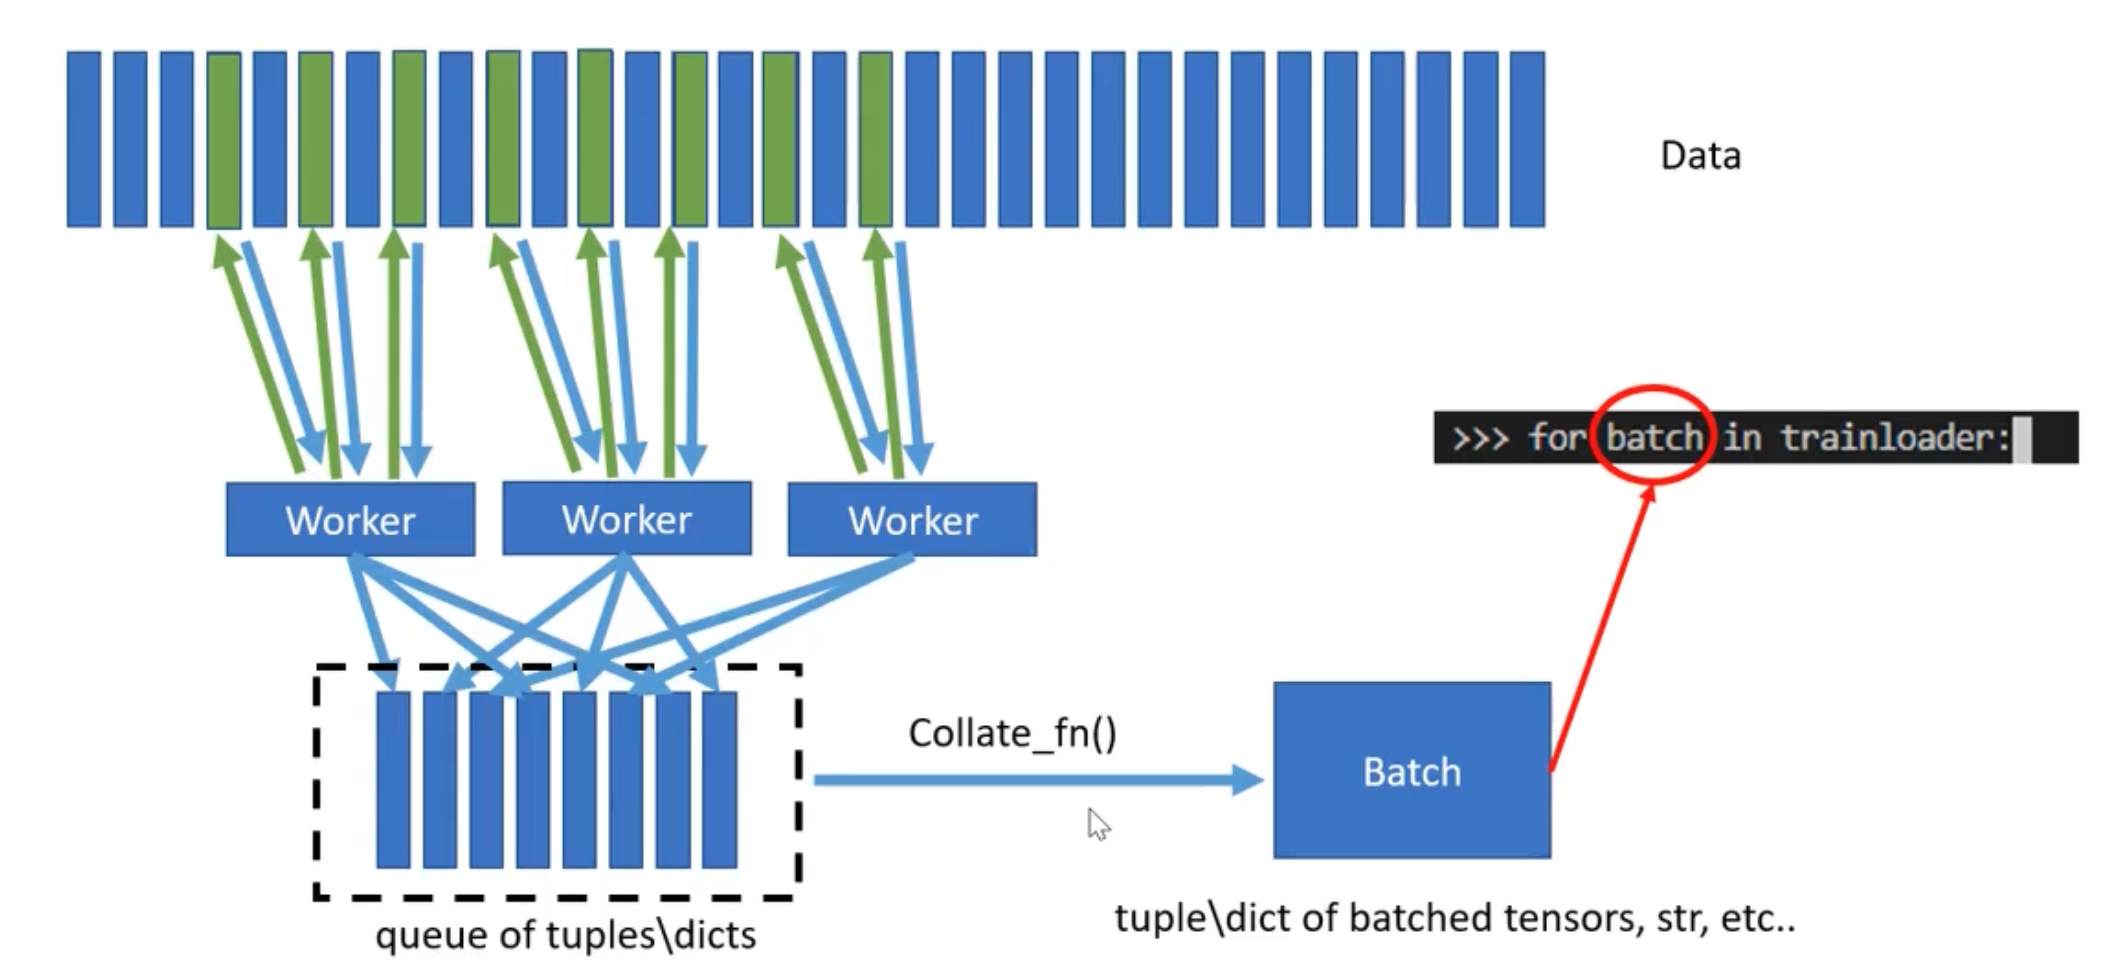 Data
>>> for batch in trainloader:
Worker
Worker
Worker
Collate_fn()
Batch
queue of tuples\dicts
tuple\dict of batched tensors, str, etc..